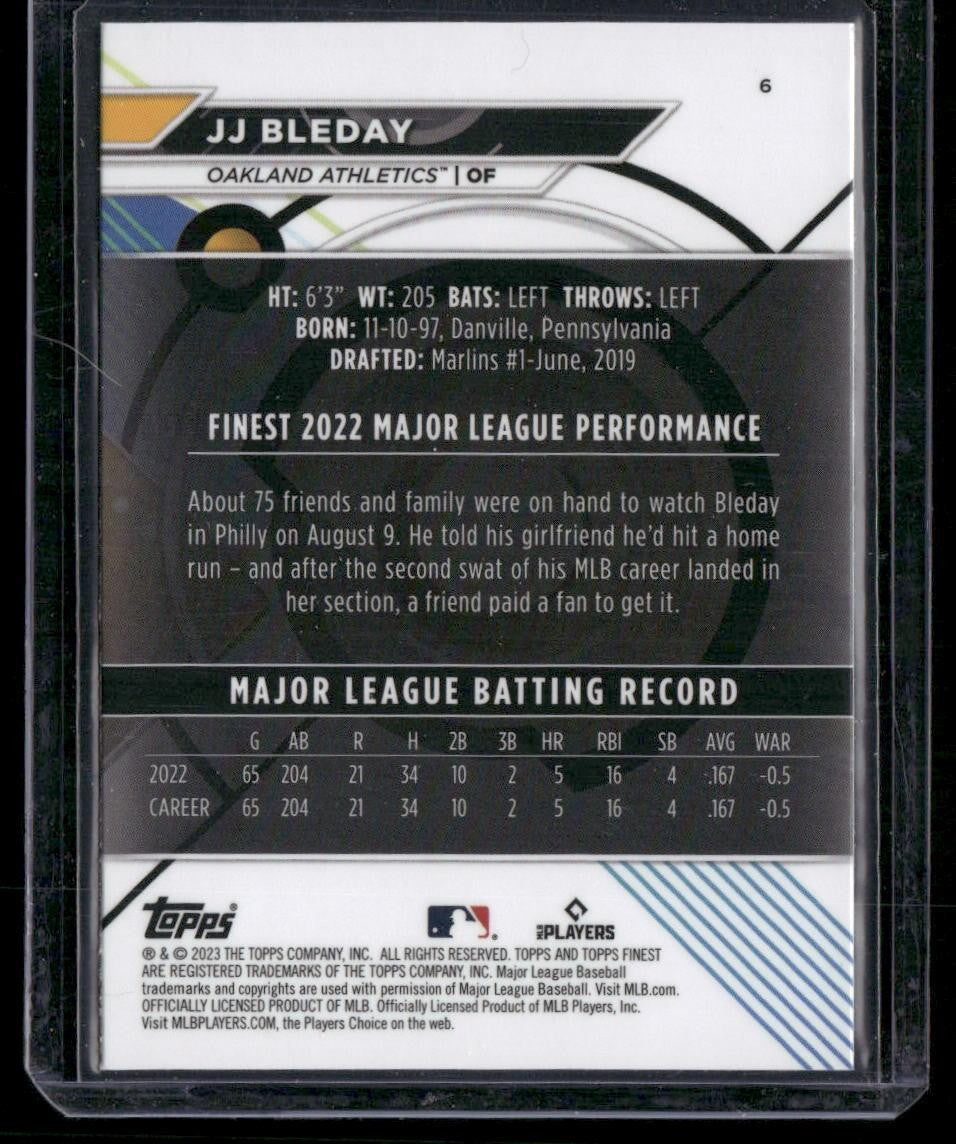 6
JJ BLEDAY
OAKLAND ATHLETICS™ | OF
HT: 6'3" WT: 205 BATS: LEFT THROWS: LEFT
BORN: 11-10-97, Danville, Pennsylvania
DRAFTED: Marlins #1-June, 2019
FINEST 2022 MAJOR LEAGUE PERFORMANCE
About 75 friends and family were on hand to watch Bleday
in Philly on August 9. He told his girlfriend he'd hit a home
run – and after the second swat of his MLB career landed in
her section, a friend paid a fan to get it.
MAJOR LEAGUE BATTING RECORD
G AB R H 2B 3B HR RBI SB AVG WAR
2022 65 204 21 34 10 2 5 16 4 .167 -0.5
CAREER 65 204 21 34 10 2 5 16 4 .167 -0.5
topps
MLB PLAYERS
® & © 2023 THE TOPPS COMPANY, INC. ALL RIGHTS RESERVED. TOPPS AND TOPPS FINEST
ARE REGISTERED TRADEMARKS OF THE TOPPS COMPANY, INC. Major League Baseball
trademarks and copyrights are used with permission of Major League Baseball. Visit MLB.com.
OFFICIALLY LICENSED PRODUCT OF MLB. Officially Licensed Product of MLB Players, Inc.
Visit MLBPLAYERS.COM, the Players Choice on the web.